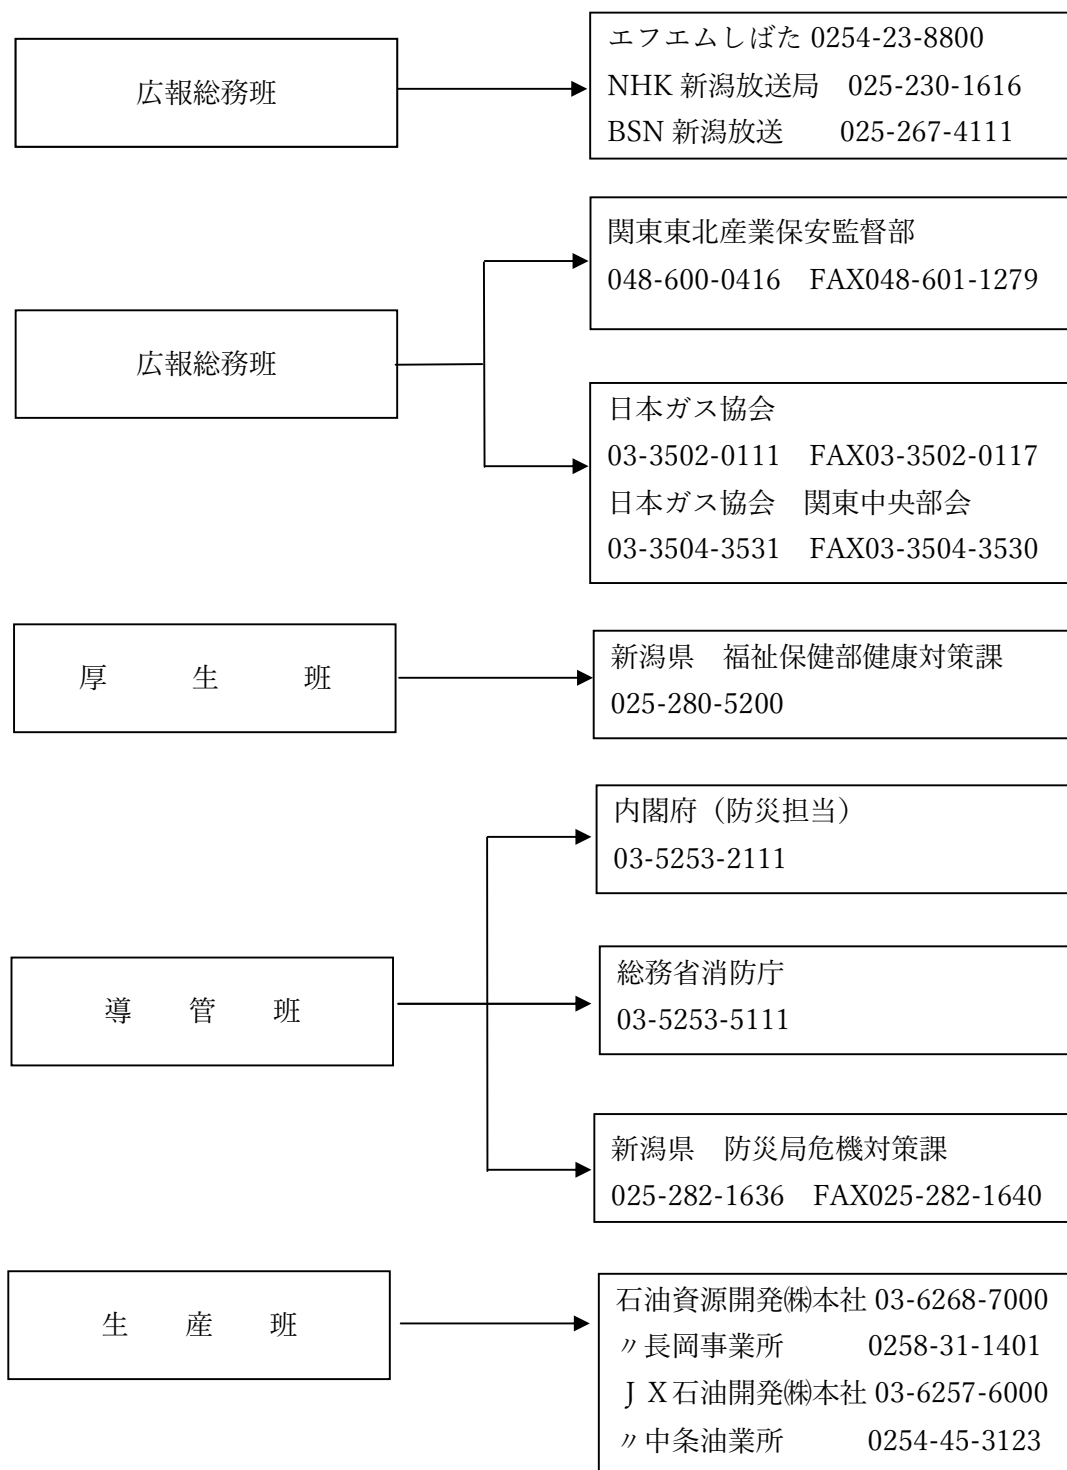 広報総務班
エフエムしばた 0254-23-8800
NHK 新潟放送局　025-230-1616
BSN 新潟放送　　025-267-4111
広報総務班
関東東北産業保安監督部
048-600-0416　FAX048-601-1279
日本ガス協会
03-3502-0111　FAX03-3502-0117
日本ガス協会　関東中央部会
03-3504-3531　FAX03-3504-3530
厚　　　生　　　班
新潟県　福祉保健部健康対策課
025-280-5200
導　　管　　班
内閣府（防災担当）
03-5253-2111
総務省消防庁
03-5253-5111
新潟県　防災局危機対策課
025-282-1636　FAX025-282-1640
生　　産　　班
石油資源開発㈱本社 03-6268-7000
〃長岡事業所　　　0258-31-1401
ＪＸ石油開発㈱本社 03-6257-6000
〃中条油業所　　　0254-45-3123